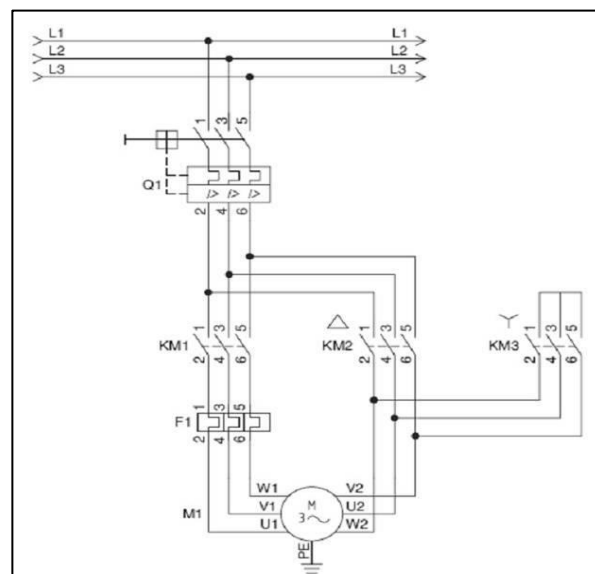 L1 L1
L2 L2
L3 L3
1 3 5
Q1
2 4 6
1 3 5 1 3 5 1 3 5
KM1 KM2 KM3
2 4 6 2 4 6 2 4 6
1 3 5
F1
2 4 6
W1 M V2
V1 3 U2
M1 U1 W2
PE